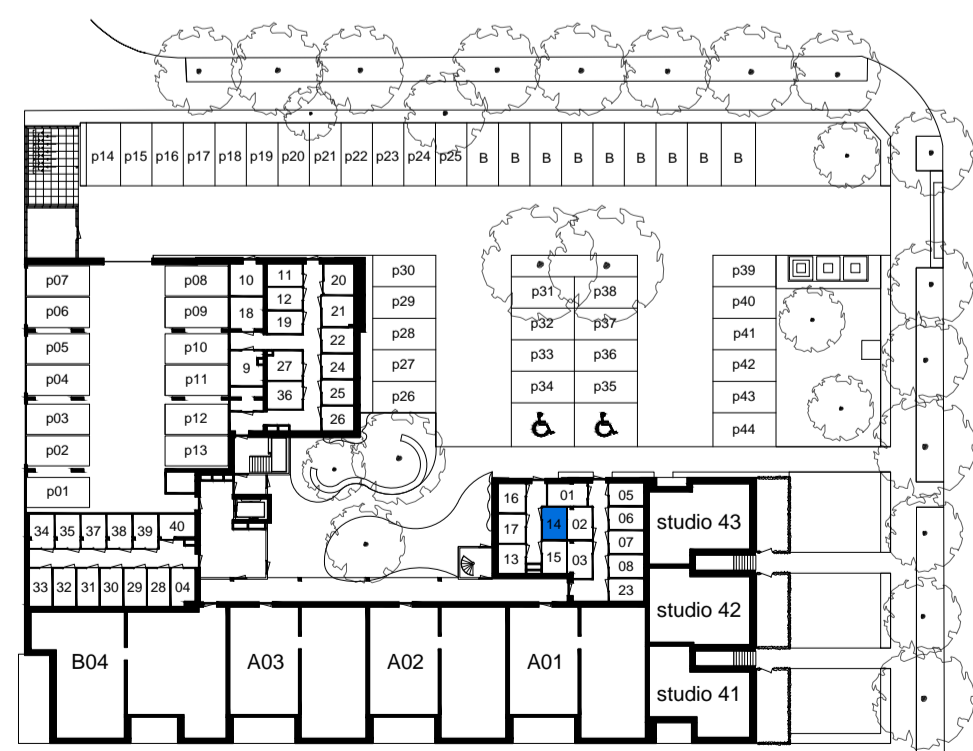 p14 p15 p16 p17 p18 p19 p20 p21 p22 p23 p24 p25 B B B B B B B B B
p07 p08 10 11 20 p30 p31 p38 p39
p06 p09 18 12 19 21 p29 p32 p37 p40
p05 p10 22 p28 p33 p36 p41
p04 p11 9 27 24 p27 p34 p35 p42
p03 p12 36 25 p26 p43
p02 p13 26 p44
p01
16 01 05
34 35 37 38 39 40 17 14 02 06 studio 43
07
13 15 03 08
33 32 31 30 29 28 04 23 studio 42
B04 A03 A02 A01
studio 41